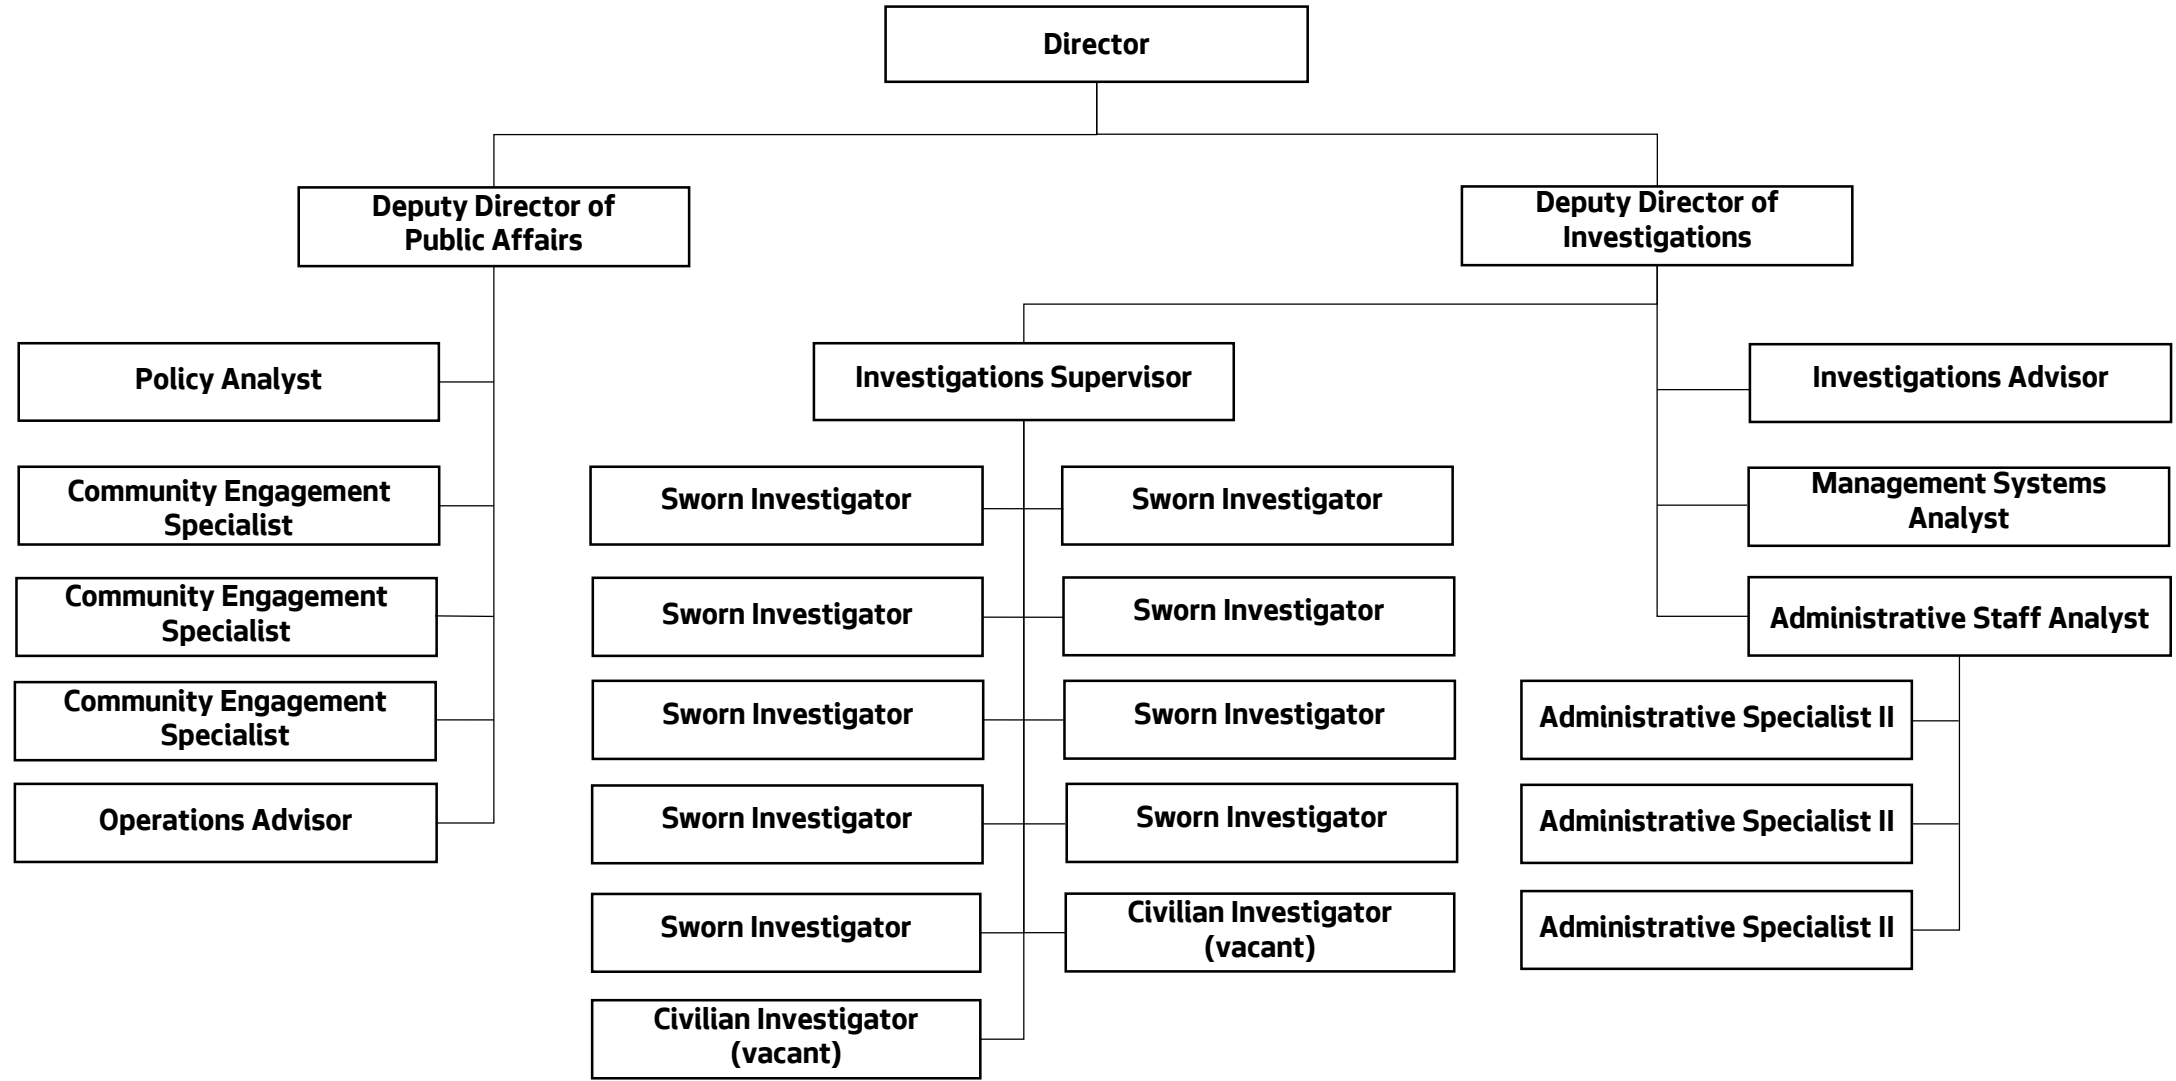 Director
Deputy Director of
Public Affairs
Deputy Director of
Investigations
Policy Analyst
Investigations Supervisor
Investigations Advisor
Community Engagement
Specialist
Sworn Investigator
Sworn Investigator
Management Systems
Analyst
Community Engagement
Specialist
Sworn Investigator
Sworn Investigator
Administrative Staff Analyst
Community Engagement
Specialist
Sworn Investigator
Sworn Investigator
Administrative Specialist II
Operations Advisor
Sworn Investigator
Sworn Investigator
Administrative Specialist II
Sworn Investigator
Civilian Investigator
(vacant)
Administrative Specialist II
Civilian Investigator
(vacant)